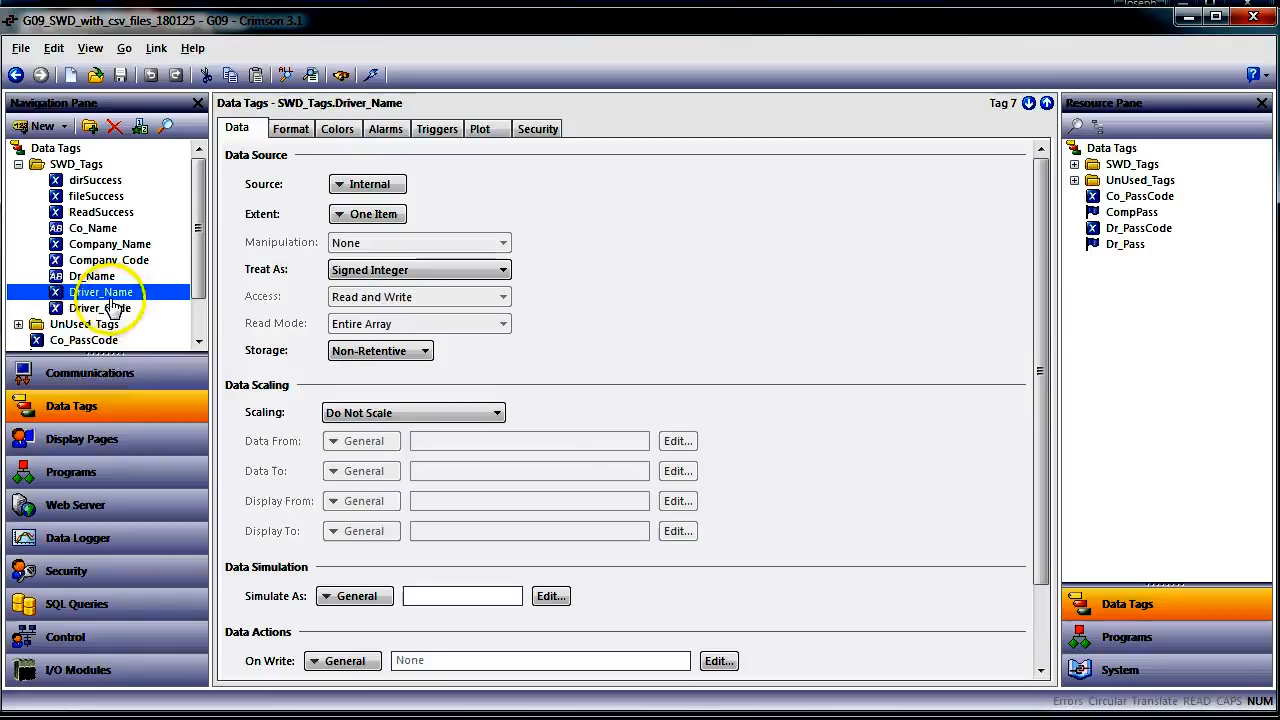 G09_SWD_with_csv_files_180125 - G09 - Crimson 3.1
File Edit View Go Link Help
Navigation Pane
New
Data Tags
SWD_Tags
dirSuccess
fileSuccess
ReadSuccess
AB Co_Name
Company_Name
Company_Code
AB Dr_Name
Driver_Name
Driver_Code
UnUsed_Tags
Co_PassCode
Communications
Data Tags
Display Pages
Programs
Web Server
Data Logger
Security
SQL Queries
Control
I/O Modules
Data Tags - SWD_Tags.Driver_Name
Tag 7
Data Format Colors Alarms Triggers Plot Security
Data Source
Source: Internal
Extent: One Item
Manipulation: None
Treat As: Signed Integer
Access: Read and Write
Read Mode: Entire Array
Storage: Non-Retentive
Data Scaling
Scaling: Do Not Scale
Data From: General Edit...
Data To: General Edit...
Display From: General Edit...
Display To: General Edit...
Data Simulation
Simulate As: General Edit...
Data Actions
On Write: General None Edit...
Resource Pane
Data Tags
SWD_Tags
UnUsed_Tags
Co_PassCode
CompPass
Dr_PassCode
Dr_Pass
Data Tags
Programs
System
Errors Circular Translate READ CAPS NUM